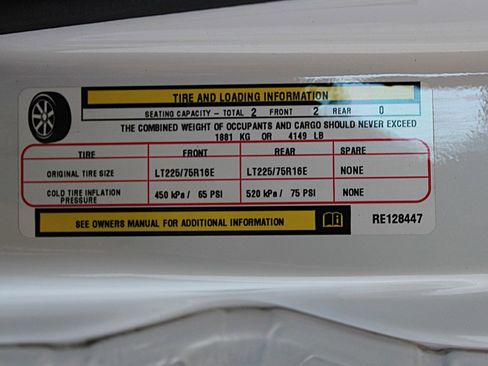 TIRE AND LOADING INFORMATION
SEATING CAPACITY - TOTAL 2 FRONT 2 REAR 0
THE COMBINED WEIGHT OF OCCUPANTS AND CARGO SHOULD NEVER EXCEED
1881 KG OR 4149 LB
TIRE FRONT REAR SPARE
ORIGINAL TIRE SIZE LT225/75R16E LT225/75R16E NONE
COLD TIRE INFLATION PRESSURE 450 kPa / 65 PSI 520 kPa / 75 PSI NONE
SEE OWNERS MANUAL FOR ADDITIONAL INFORMATION RE128447